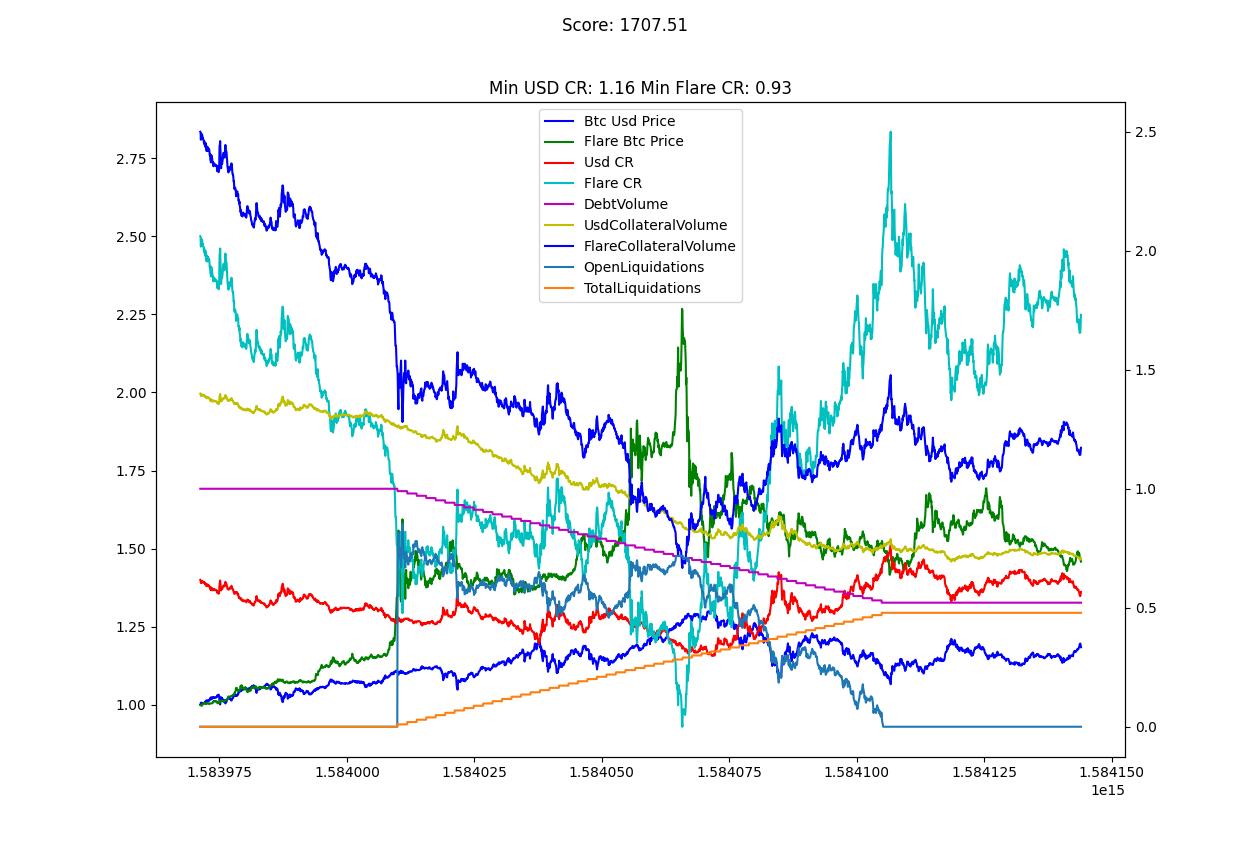 Score: 1707.51
Min USD CR: 1.16 Min Flare CR: 0.93
Btc Usd Price
Flare Btc Price
Usd CR
Flare CR
DebtVolume
UsdCollateralVolume
FlareCollateralVolume
OpenLiquidations
TotalLiquidations
2.75
2.50
2.25
2.00
1.75
1.50
1.25
1.00
2.5
2.0
1.5
1.0
0.5
0.0
1.583975 1.584000 1.584025 1.584050 1.584075 1.584100 1.584125 1.584150
1e15